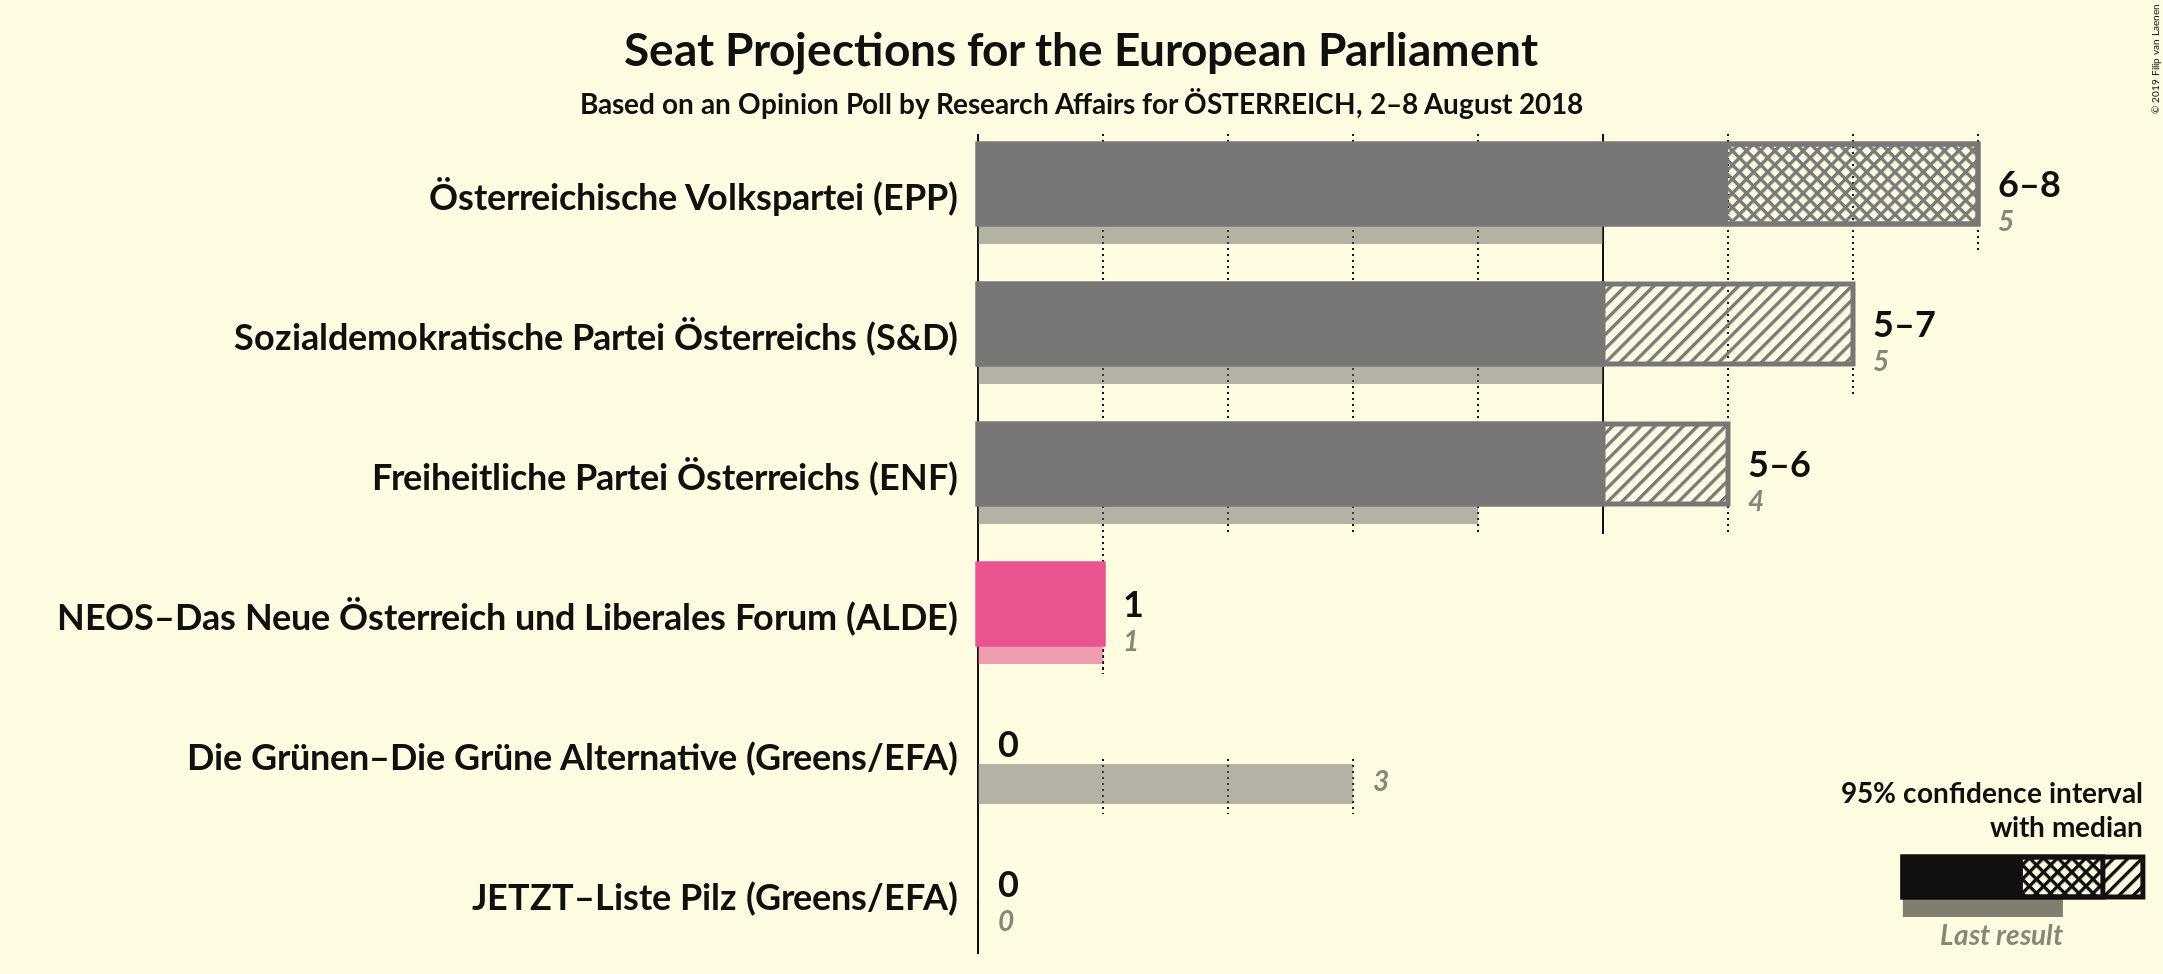 Seat Projections for the European Parliament
Based on an Opinion Poll by Research Affairs for ÖSTERREICH, 2–8 August 2018
© 2019 Filip van Laenen
Österreichische Volkspartei (EPP)
6–8
5
Sozialdemokratische Partei Österreichs (S&D)
5–7
5
Freiheitliche Partei Österreichs (ENF)
5–6
4
NEOS–Das Neue Österreich und Liberales Forum (ALDE)
1
1
Die Grünen–Die Grüne Alternative (Greens/EFA)
0
3
JETZT–Liste Pilz (Greens/EFA)
0
0
95% confidence interval
with median
Last result